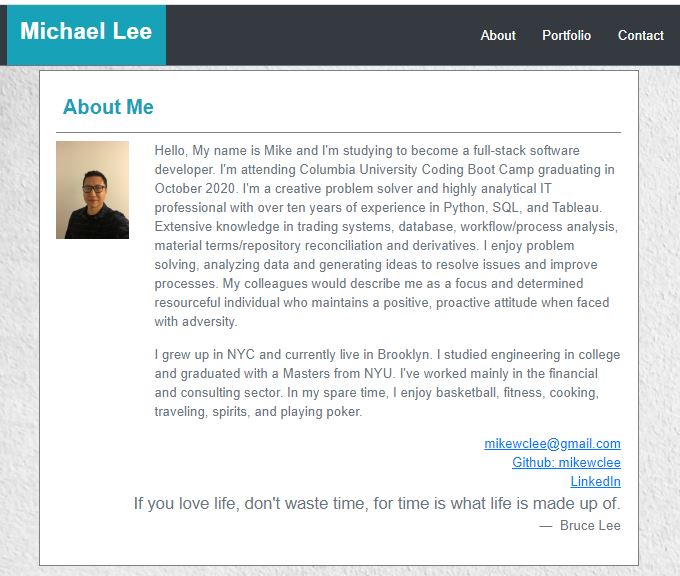 Michael Lee
About Portfolio Contact
About Me
Hello, My name is Mike and I'm studying to become a full-stack software
developer. I'm attending Columbia University Coding Boot Camp graduating in
October 2020. I'm a creative problem solver and highly analytical IT
professional with over ten years of experience in Python, SQL, and Tableau.
Extensive knowledge in trading systems, database, workflow/process analysis,
material terms/repository reconciliation and derivatives. I enjoy problem
solving, analyzing data and generating ideas to resolve issues and improve
processes. My colleagues would describe me as a focus and determined
resourceful individual who maintains a positive, proactive attitude when faced
with adversity.
I grew up in NYC and currently live in Brooklyn. I studied engineering in college
and graduated with a Masters from NYU. I've worked mainly in the financial
and consulting sector. In my spare time, I enjoy basketball, fitness, cooking,
traveling, spirits, and playing poker.
mikewclee@gmail.com
Github: mikewclee
LinkedIn
If you love life, don't waste time, for time is what life is made up of.
— Bruce Lee